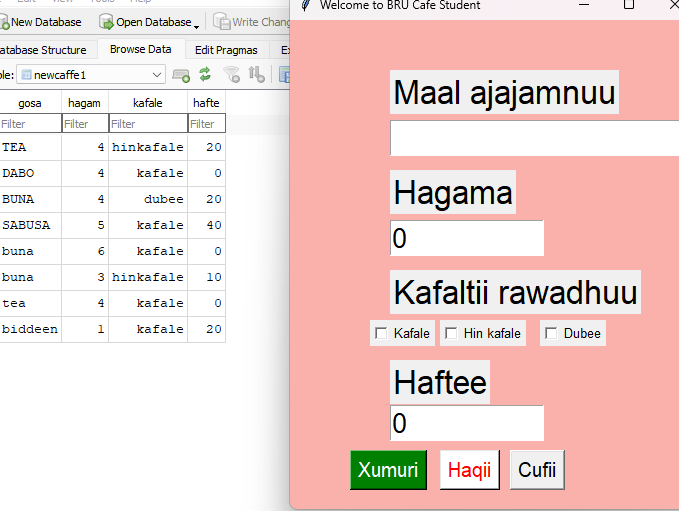 Edit View Tools Help
New Database Open Database Write Chang
atabase Structure Browse Data Edit Pragmas Ex
ble: newcaffe1
gosa hagam kafale hafte
Filter Filter Filter Filter
TEA 4 hinkafale 20
DABO 4 kafale 0
BUNA 4 dubee 20
SABUSA 5 kafale 40
buna 6 kafale 0
buna 3 hinkafale 10
tea 4 kafale 0
biddeen 1 kafale 20
Welcome to BRU Cafe Student
Maal ajajamnuu
Hagama
0
Kafaltii rawadhuu
Kafale Hin kafale Dubee
Haftee
0
Xumuri Haqii Cufii